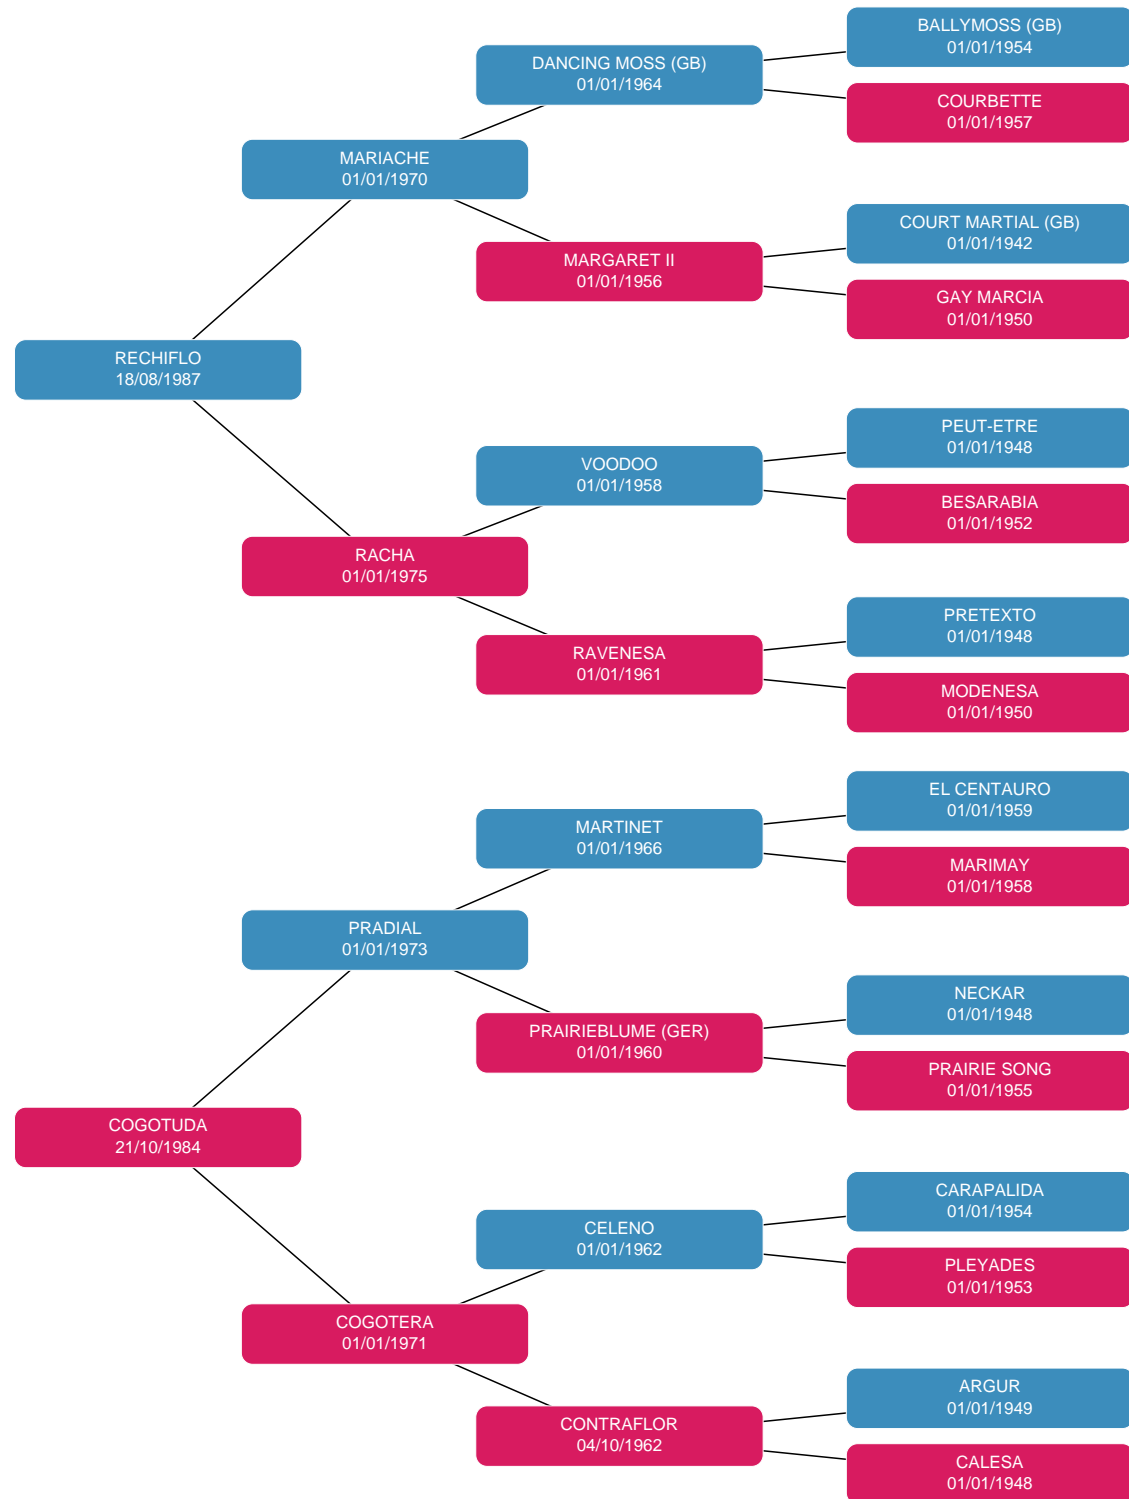 BALLYMOSS (GB)
01/01/1954
DANCING MOSS (GB)
01/01/1964
COURBETTE
01/01/1957
MARIACHE
01/01/1970
COURT MARTIAL (GB)
01/01/1942
MARGARET II
01/01/1956
GAY MARCIA
01/01/1950
RECHIFLO
18/08/1987
PEUT-ETRE
01/01/1948
VOODOO
01/01/1958
BESARABIA
01/01/1952
RACHA
01/01/1975
PRETEXTO
01/01/1948
RAVENESA
01/01/1961
MODENESA
01/01/1950
EL CENTAURO
01/01/1959
MARTINET
01/01/1966
MARIMAY
01/01/1958
PRADIAL
01/01/1973
NECKAR
01/01/1948
PRAIRIEBLUME (GER)
01/01/1960
PRAIRIE SONG
01/01/1955
COGOTUDA
21/10/1984
CARAPALIDA
01/01/1954
CELENO
01/01/1962
PLEYADES
01/01/1953
COGOTERA
01/01/1971
ARGUR
01/01/1949
CONTRAFLOR
04/10/1962
CALESA
01/01/1948